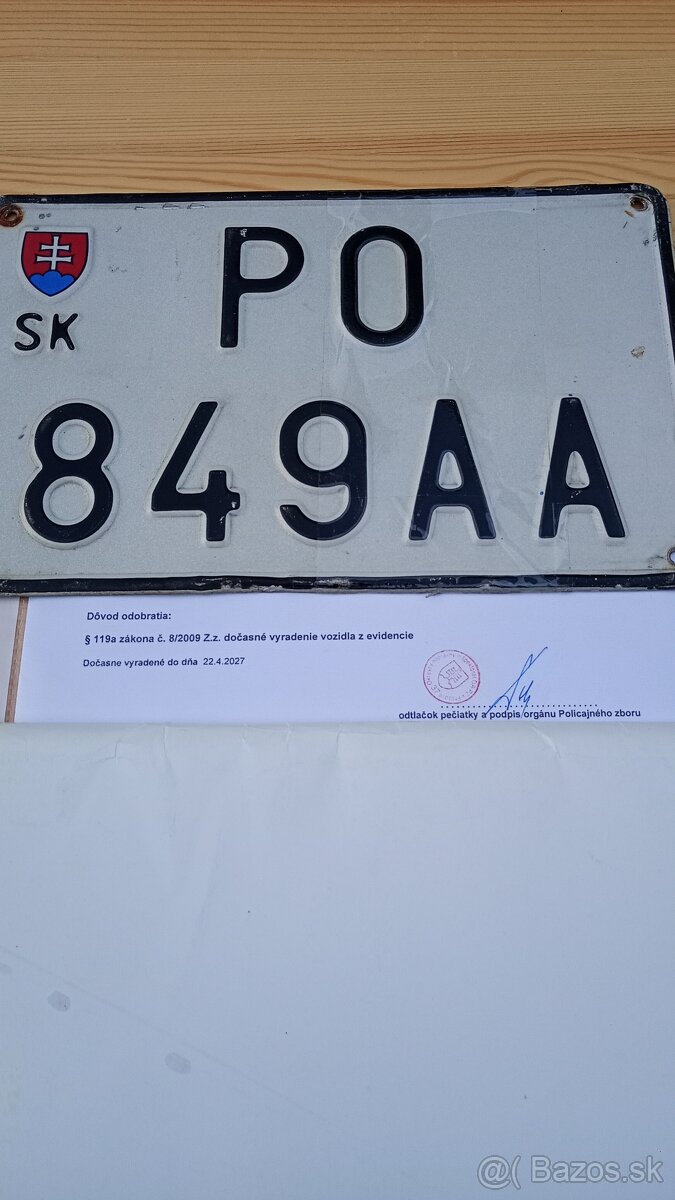 PO
SK
849AA
Dôvod odobratia:
§ 119a zákona č. 8/2009 Z.z. dočasné vyradenie vozidla z evidencie
Dočasne vyradené do dňa 22.4.2027
odtlačok pečiatky a podpis orgánu Policajného zboru
@( Bazos.sk